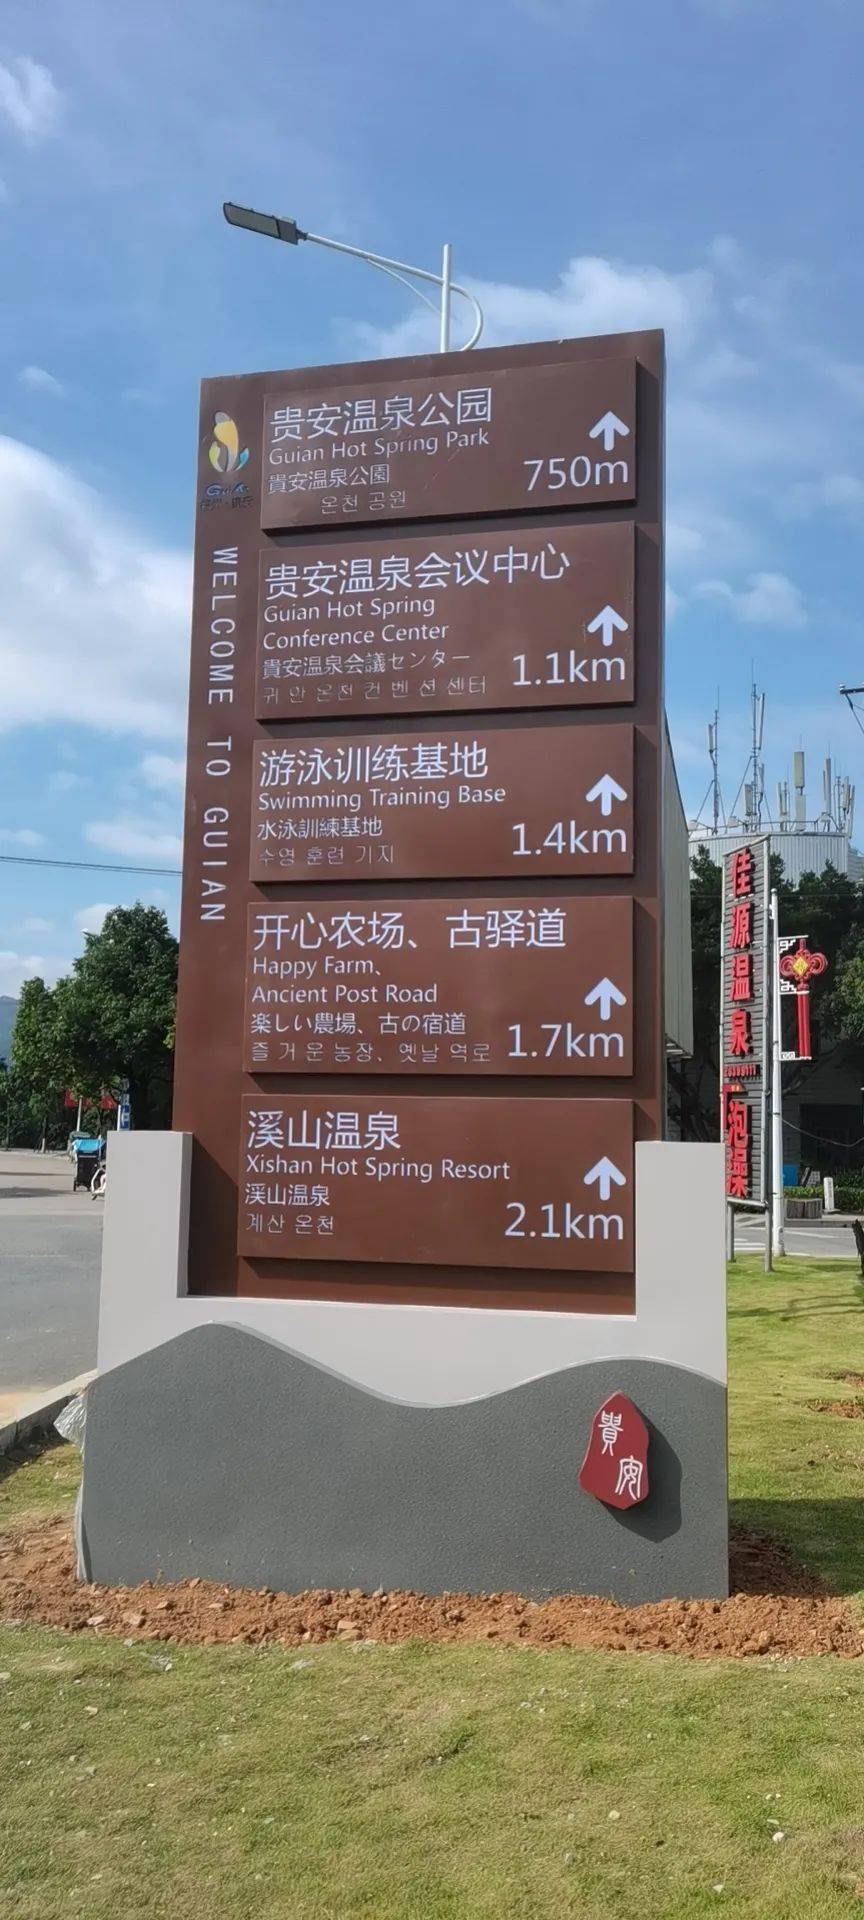 贵安温泉公园
Guian Hot Spring Park
貴安温泉公園
온천 공원
750m
贵安温泉会议中心
Guian Hot Spring
Conference Center
貴安温泉会議センター
귀안온천컨벤션센터
1.1km
游泳训练基地
Swimming Training Base
水泳訓練基地
수영 훈련 기지
1.4km
开心农场、古驿道
Happy Farm、
Ancient Post Road
楽しい農場、古の宿道
즐거운농장、옛날역로
1.7km
溪山温泉
Xishan Hot Spring Resort
溪山温泉
계산 온천
2.1km
WELCOME TO GUIAN
貴安
佳源温泉
泡澡